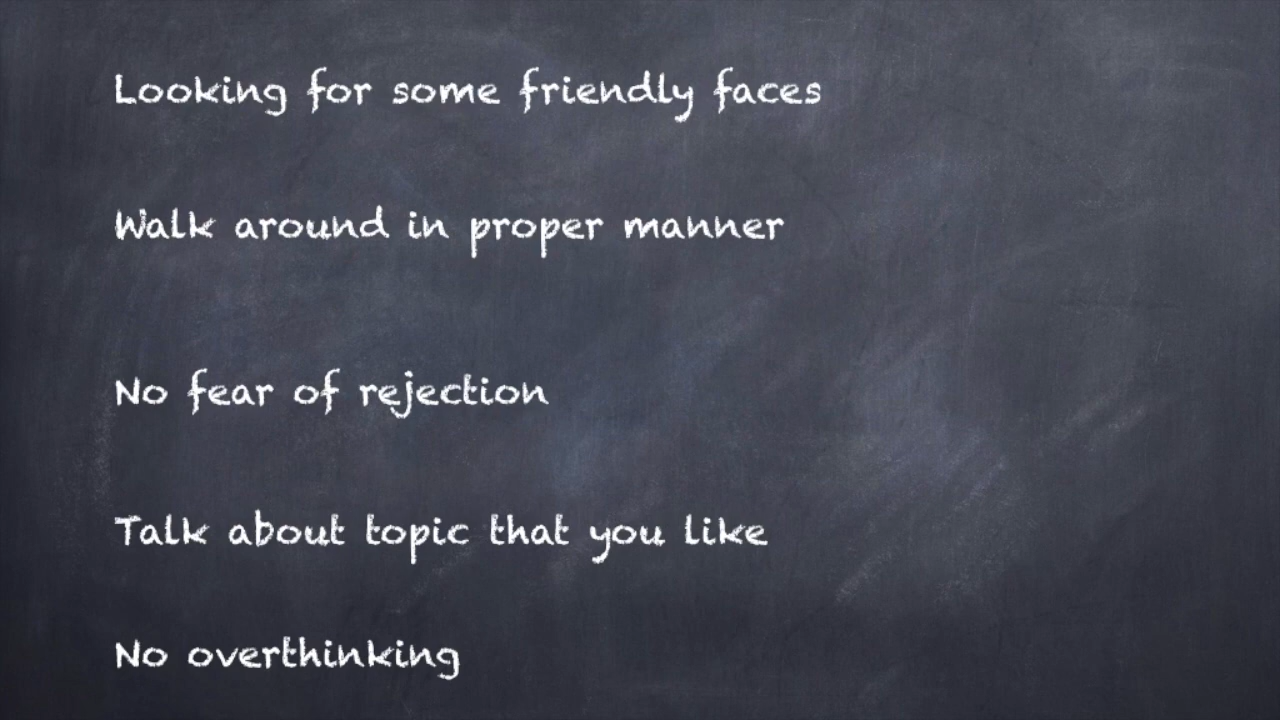 Looking for some friendly faces
Walk around in proper manner
No fear of rejection
Talk about topic that you like
No overthinking